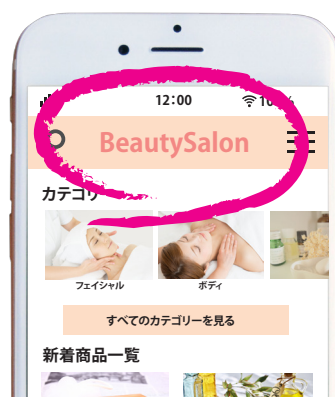 12:00
BeautySalon
カテゴリー
フェイシャル
ボディ
すべてのカテゴリーを見る
新着商品一覧